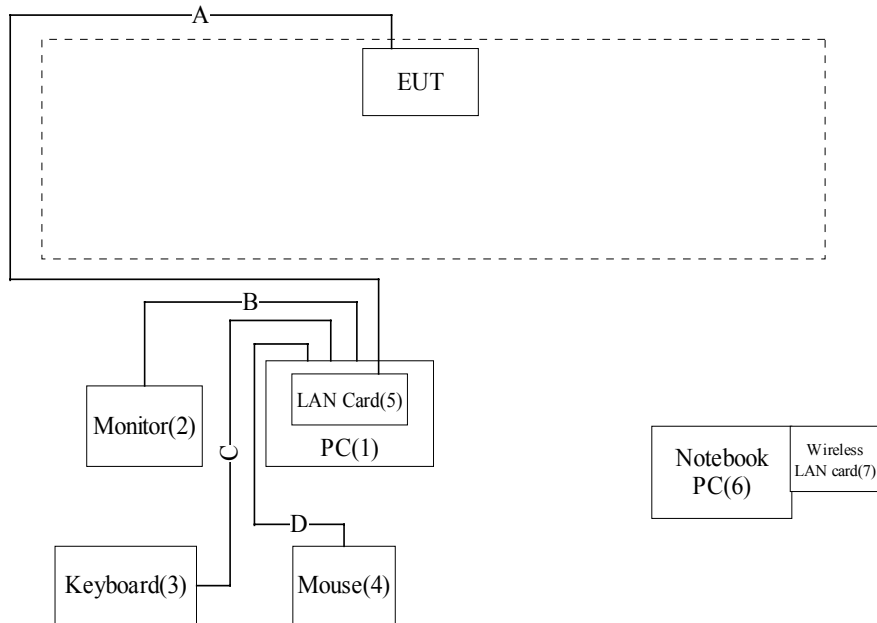 A
EUT
B
LAN Card(5)
Monitor(2)
PC(1)
C
Notebook
PC(6)
Wireless
LAN card(7)
D
Keyboard(3)
Mouse(4)